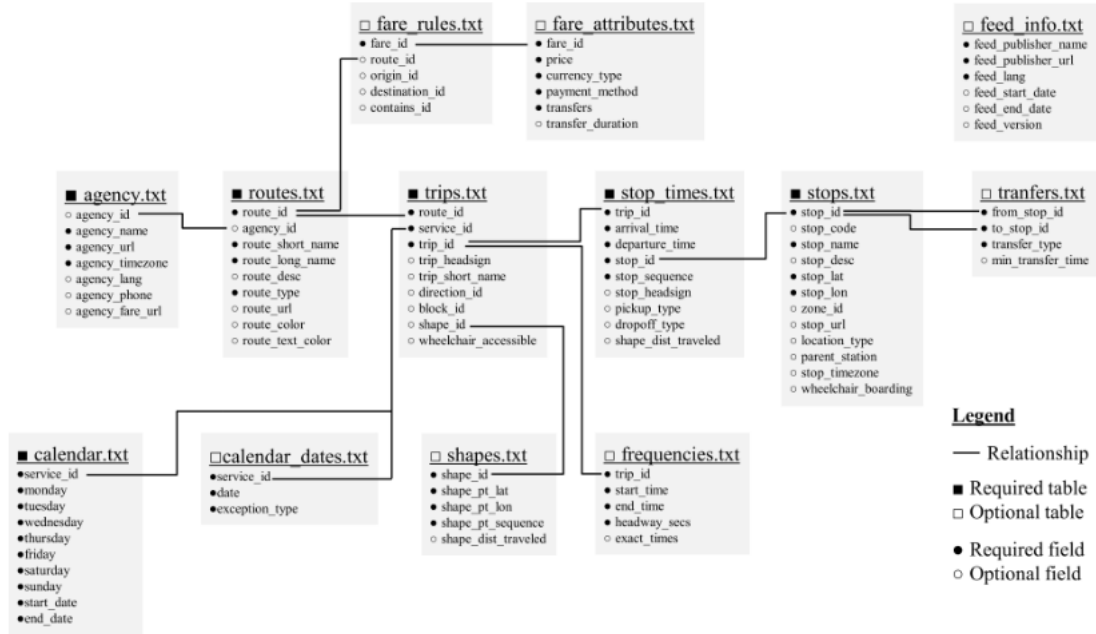 fare_rules.txt
fare_id
route_id
origin_id
destination_id
contains_id
fare_attributes.txt
fare_id
price
currency_type
payment_method
transfers
transfer_duration
feed_info.txt
feed_publisher_name
feed_publisher_url
feed_lang
feed_start_date
feed_end_date
feed_version
agency.txt
agency_id
agency_name
agency_url
agency_timezone
agency_lang
agency_phone
agency_fare_url
routes.txt
route_id
agency_id
route_short_name
route_long_name
route_desc
route_type
route_url
route_color
route_text_color
trips.txt
route_id
service_id
trip_id
trip_headsign
trip_short_name
direction_id
block_id
shape_id
wheelchair_accessible
stop_times.txt
trip_id
arrival_time
departure_time
stop_id
stop_sequence
stop_headsign
pickup_type
dropoff_type
shape_dist_traveled
stops.txt
stop_id
stop_code
stop_name
stop_desc
stop_lat
stop_lon
zone_id
stop_url
location_type
parent_station
stop_timezone
wheelchair_boarding
tranfers.txt
from_stop_id
to_stop_id
transfer_type
min_transfer_time
calendar.txt
service_id
monday
tuesday
wednesday
thursday
friday
saturday
sunday
start_date
end_date
calendar_dates.txt
service_id
date
exception_type
shapes.txt
shape_id
shape_pt_lat
shape_pt_lon
shape_pt_sequence
shape_dist_traveled
frequencies.txt
trip_id
start_time
end_time
headway_secs
exact_times
Legend
Relationship
Required table
Optional table
Required field
Optional field